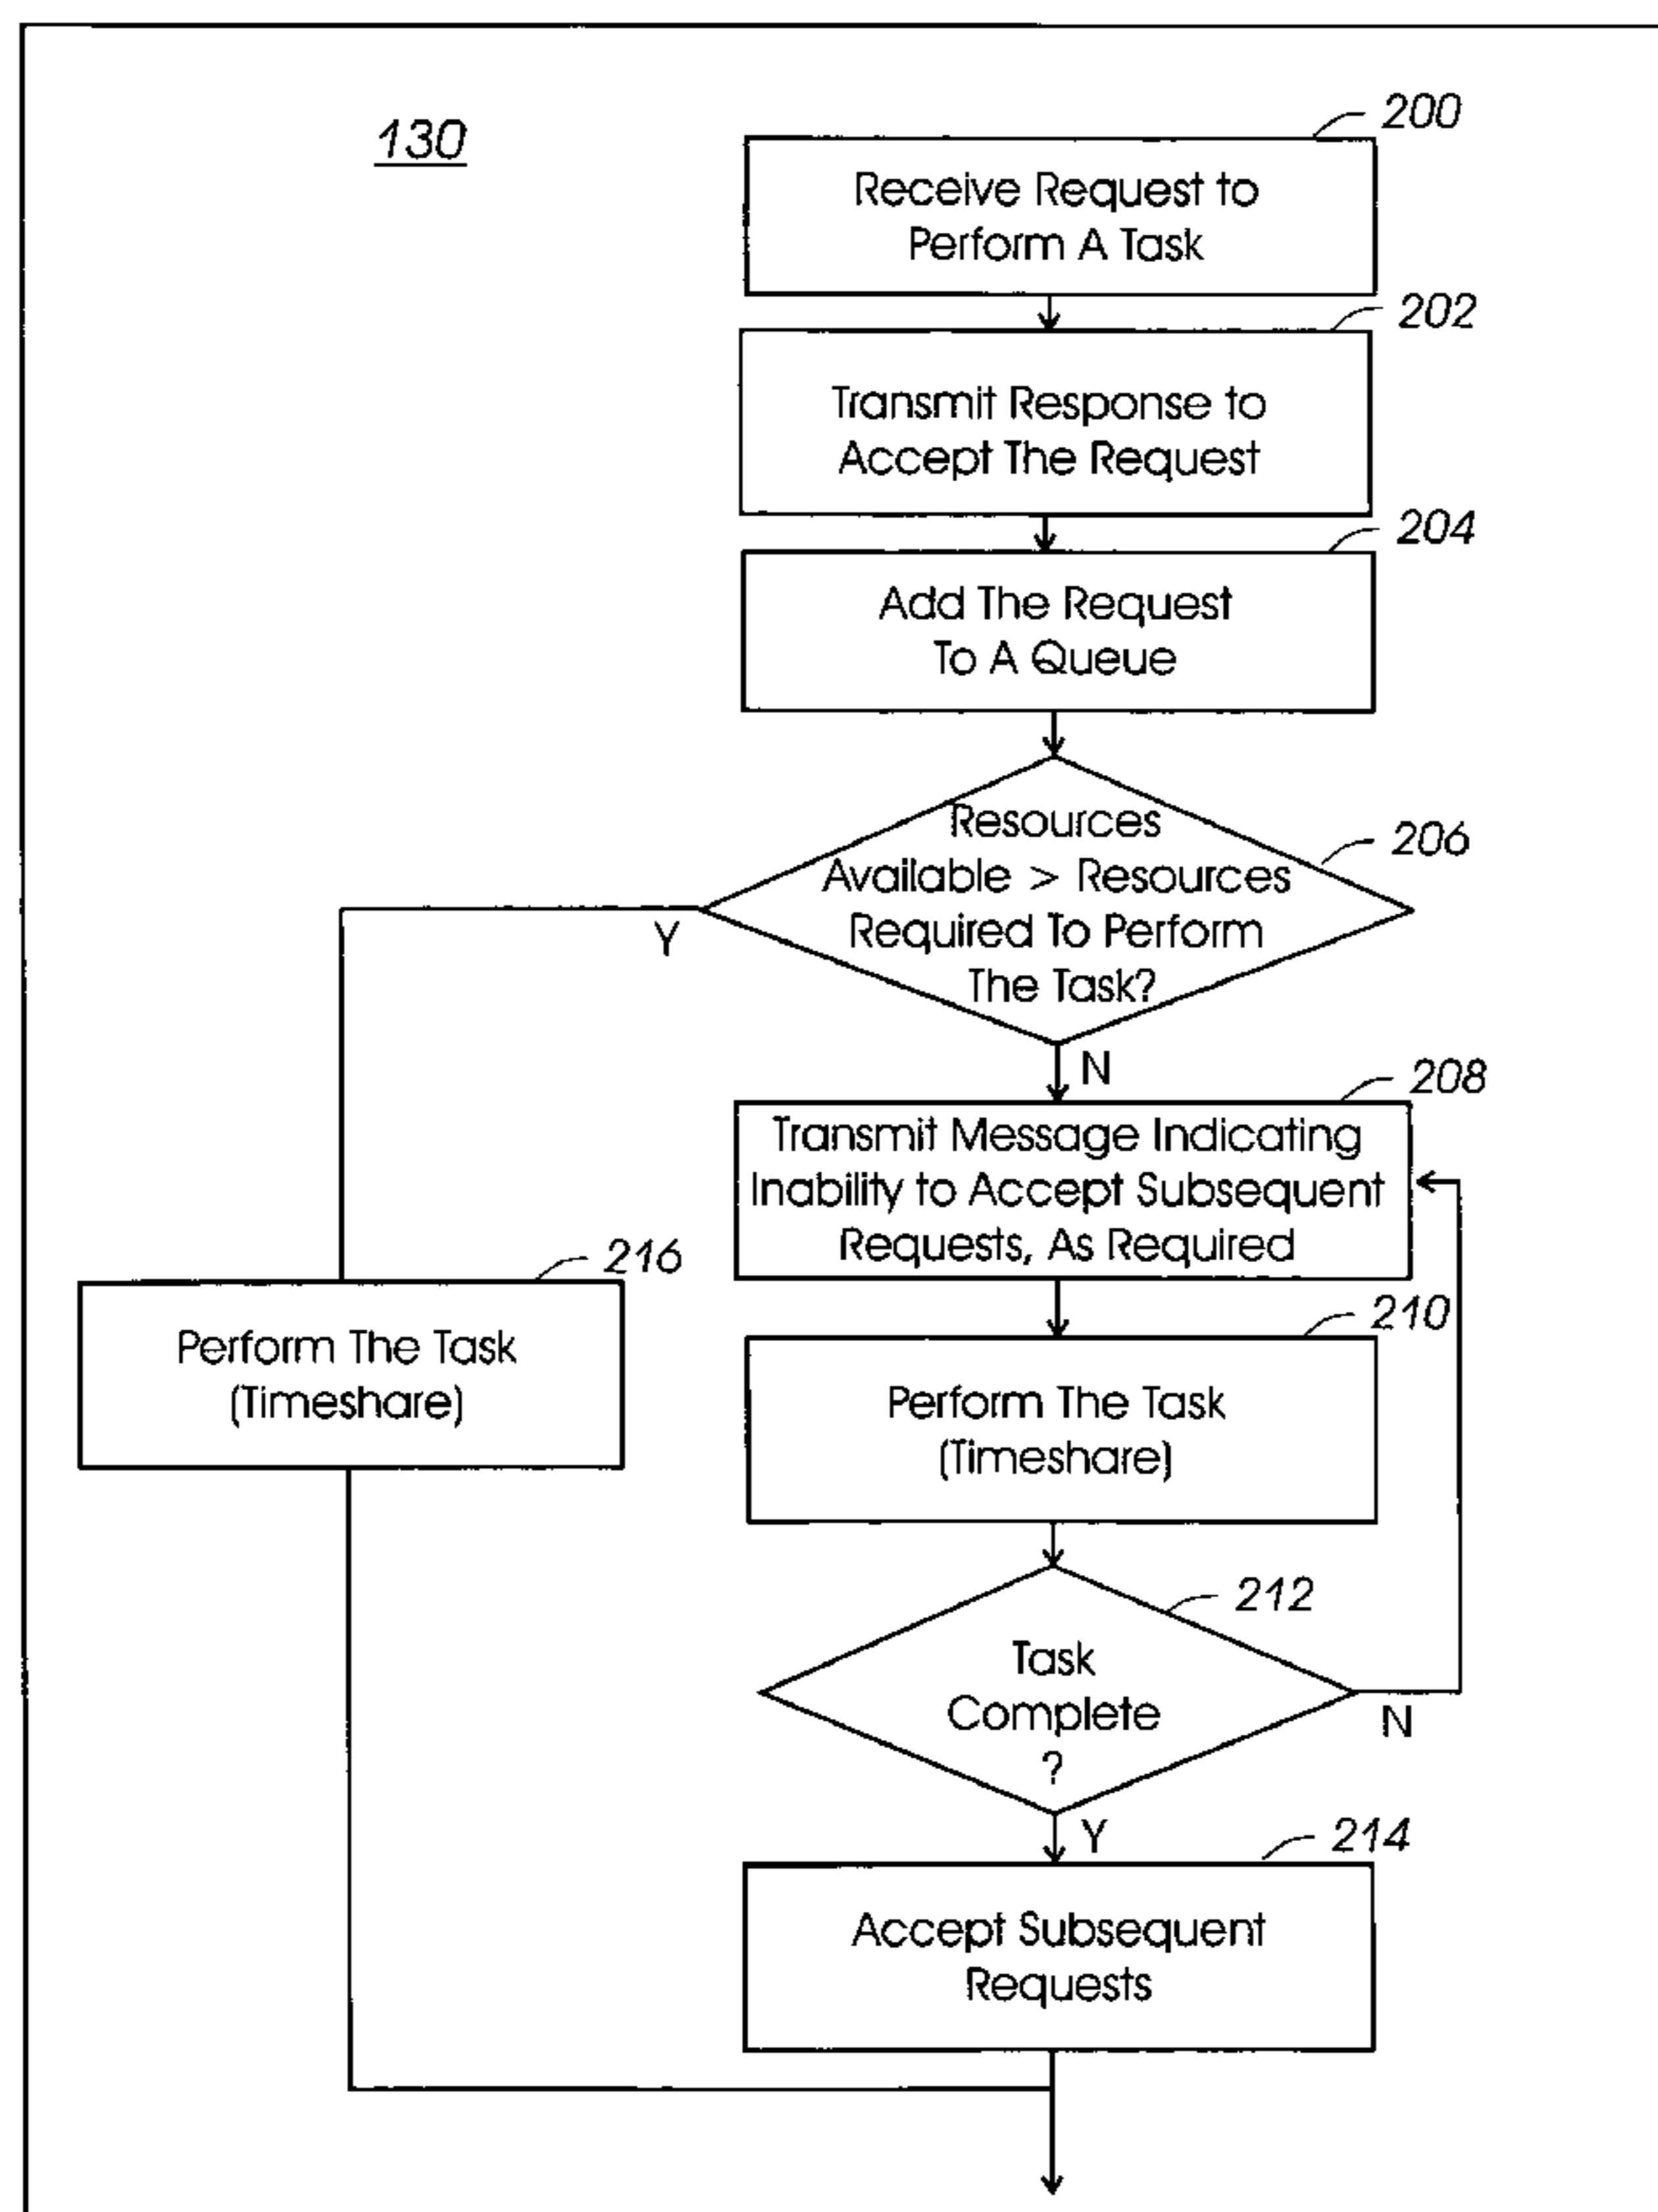 130
200
Receive Request to
Perform A Task
202
Transmit Response to
Accept The Request
204
Add The Request
To A Queue
206
Resources
Available > Resources
Required To Perform
The Task?
Y
N
208
Transmit Message Indicating
Inability to Accept Subsequent
Requests, As Required
216
Perform The Task
(Timeshare)
210
Perform The Task
(Timeshare)
212
Task
Complete
?
N
Y
214
Accept Subsequent
Requests